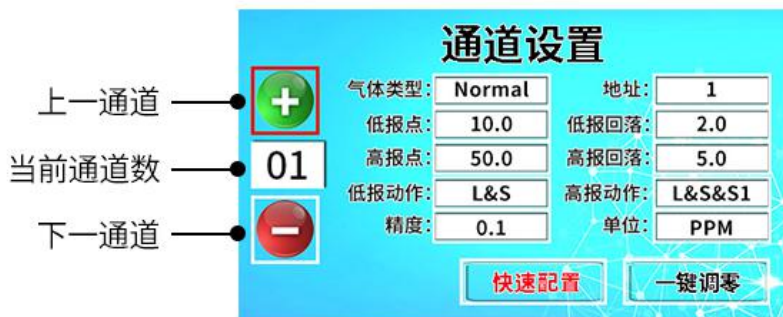 通道设置
上一通道
+
当前通道数
01
下一通道
-
气体类型: Normal 地址: 1
低报点: 10.0 低报回落: 2.0
高报点: 50.0 高报回落: 5.0
低报动作: L&S 高报动作: L&S&S1
精度: 0.1 单位: PPM
快速配置 一键调零